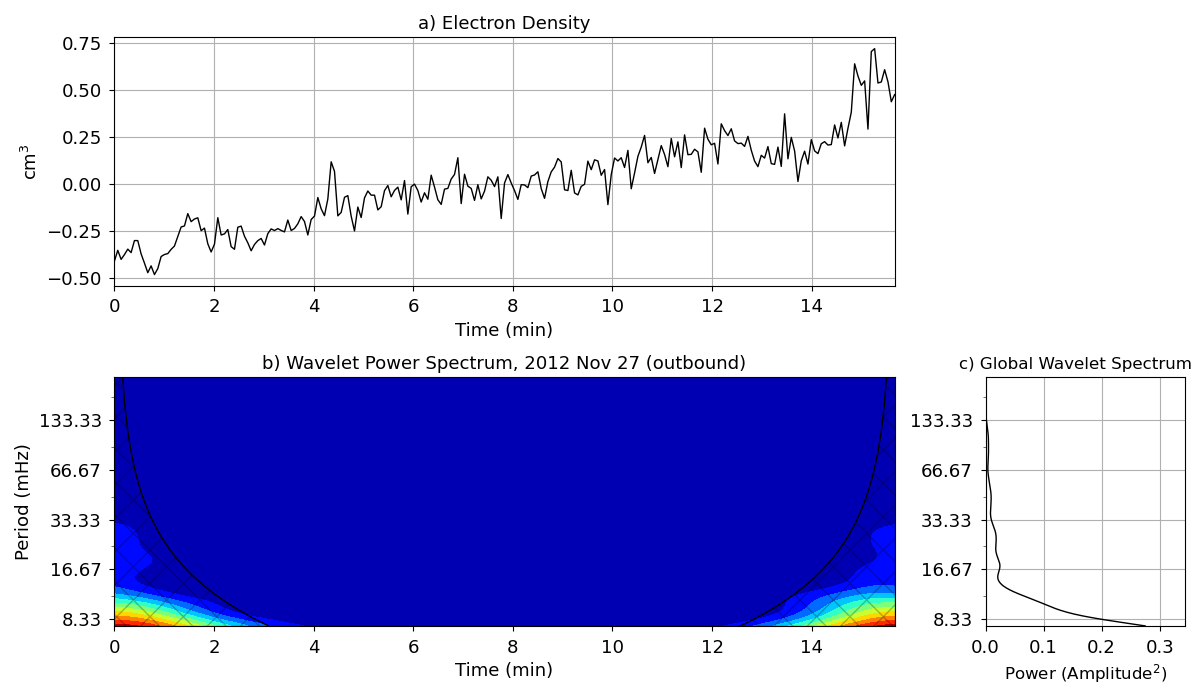 a) Electron Density
0.75
0.50
0.25
0.00
−0.25
−0.50
cm³
0 2 4 6 8 10 12 14
Time (min)
b) Wavelet Power Spectrum, 2012 Nov 27 (outbound)
133.33
66.67
33.33
16.67
8.33
Period (mHz)
0 2 4 6 8 10 12 14
Time (min)
c) Global Wavelet Spectrum
133.33
66.67
33.33
16.67
8.33
0.0 0.1 0.2 0.3
Power (Amplitude²)